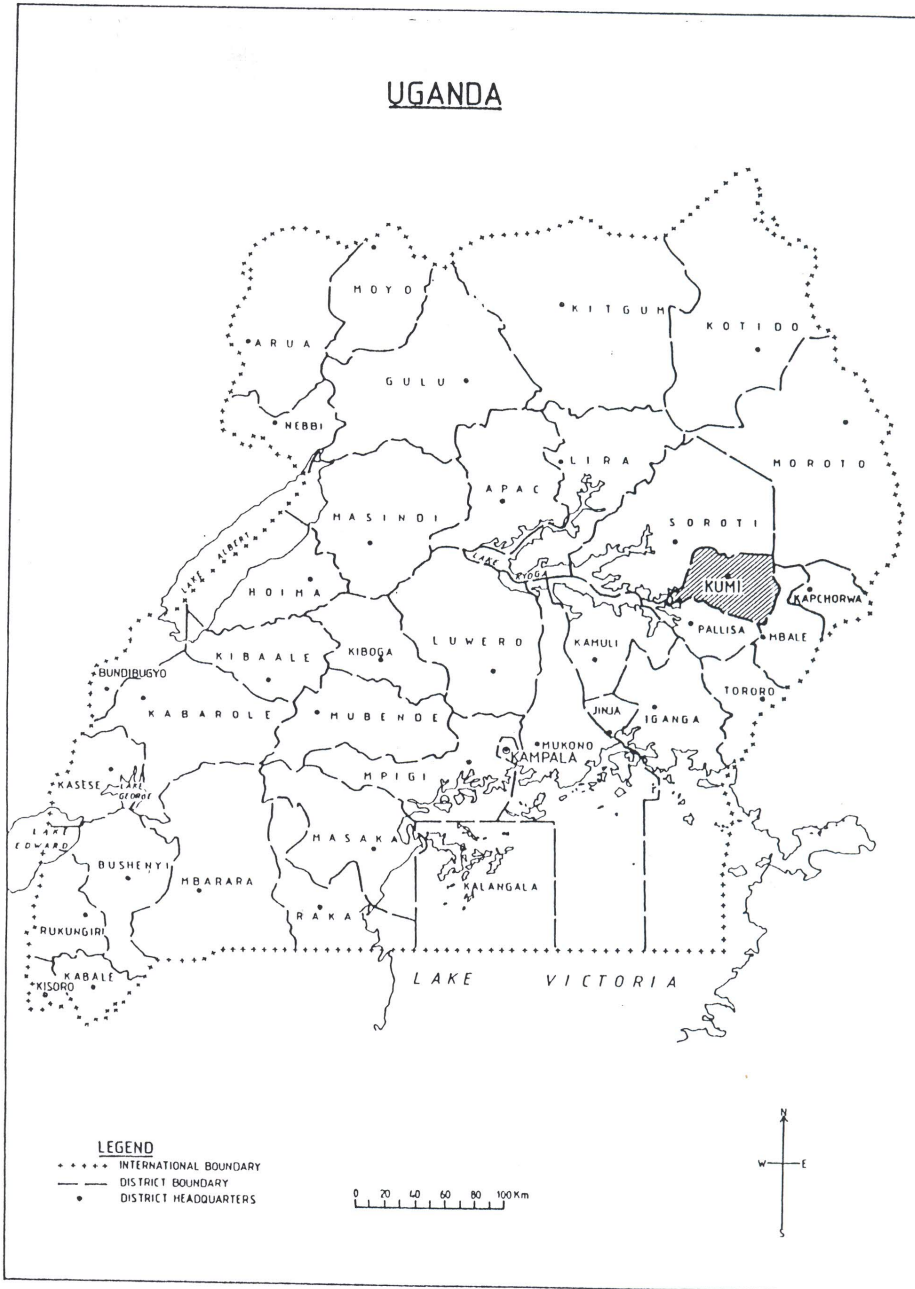 UGANDA
MOYO
KITGUM
KOTIDO
ARUA
GULU
NEBBI
LIRA
MOROTO
APAC
MASINDI
SOROTI
LAKE ALBERT
LAKE KYOGA
KUMI
HOIMA
KAPCHORWA
PALLISA
MBALE
KAMULI
LUWERO
KIBOGA
KIBAALE
BUNDIBUGYO
KABAROLE
TORORO
MUBENDE
JINJA
IGANGA
MUKONO
KAMPALA
MPIGI
KASESE
LAKE
GEORGE
LAKE
EDWARD
MASAKA
BUSHENYI
MBARARA
KALANGALA
RAKA
RUKUNGIRI
KABALE
KISORO
LAKE VICTORIA
LEGEND
+ + + + + INTERNATIONAL BOUNDARY
DISTRICT BOUNDARY
DISTRICT HEADQUARTERS
0 20 40 60 80 100 Km
N
W E
S